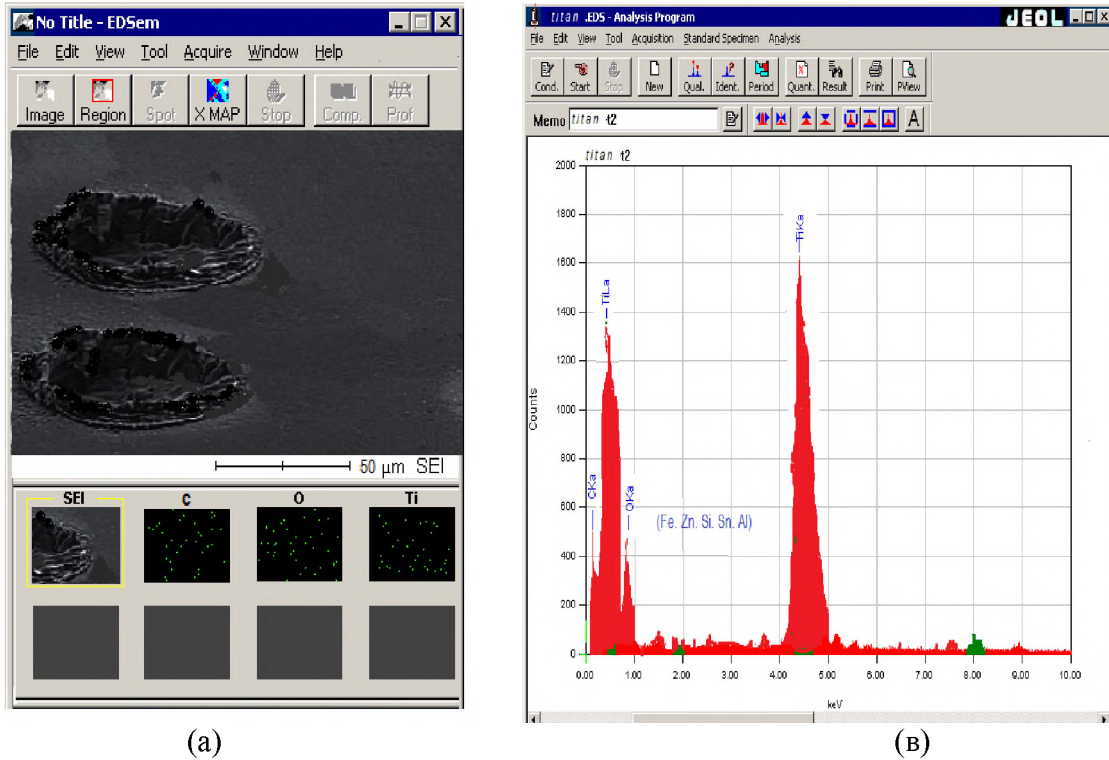 No Title - EDSem
File Edit View Tool Acquire Window Help
Image Region Spot X MAP Stop Comp. Prof
50 µm SEI
SEI C O Ti
(а)
titan .EDS - Analysis Program JEOL
File Edit View Tool Acquisition Standard Specimen Analysis
Cond. Start Stop New Qual. Ident. Period Quant. Result Print PView
Memo titan t2 A
titan t2
2000
1800
1600
1400
1200
1000
800
600
400
200
0
Counts
CKa
TiLa
OKa
(Fe. Zn. Si. Sn. Al)
TiKa
0.00 1.00 2.00 3.00 4.00 5.00 6.00 7.00 8.00 9.00 10.00
keV
(в)